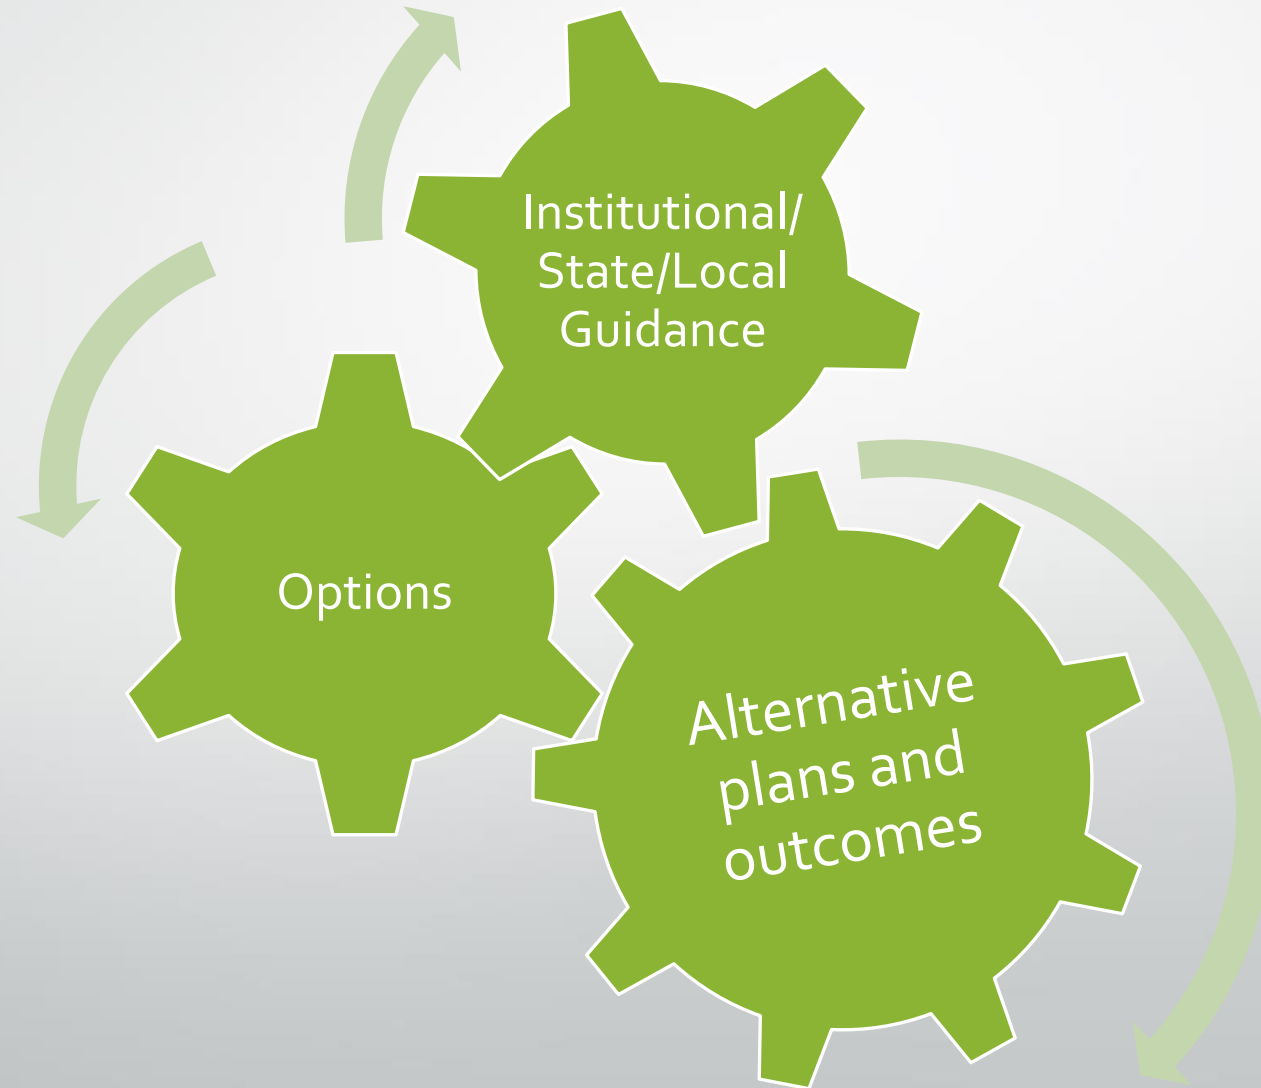 Institutional/
State/Local
Guidance
Options
Alternative
plans and
outcomes